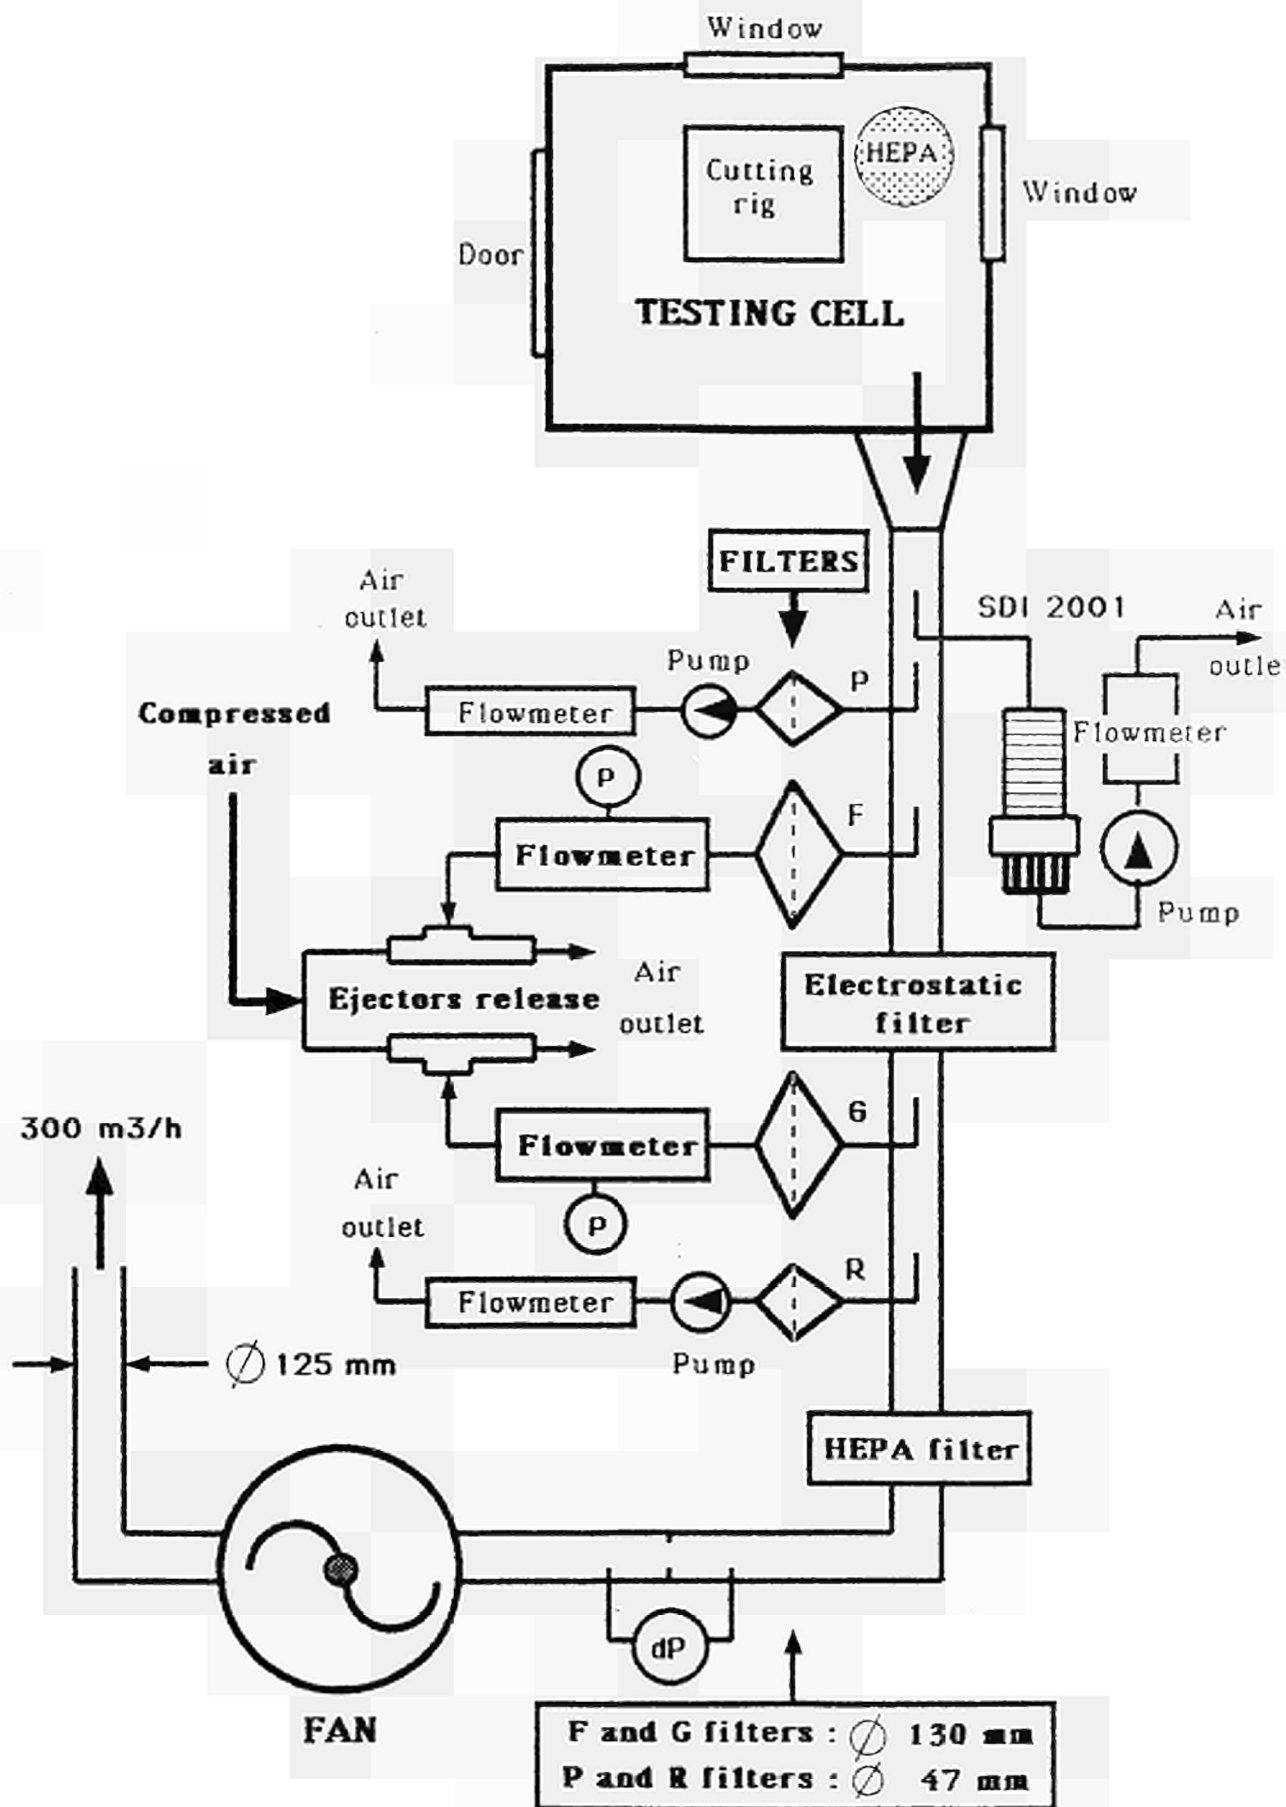 Window
HEPA
Cutting
rig
Window
Door
TESTING CELL
FILTERS
Air
outlet
SDI 2001
Air
outle
Pump
P
Flowmeter
Compressed
air
Flowmeter
P
F
Flowmeter
Pump
Air
outlet
Ejectors release
Electrostatic
filter
300 m3/h
G
Flowmeter
Air
outlet
P
R
Flowmeter
Pump
Ø 125 mm
HEPA filter
dP
FAN
F and G filters : Ø 130 mm
P and R filters : Ø 47 mm